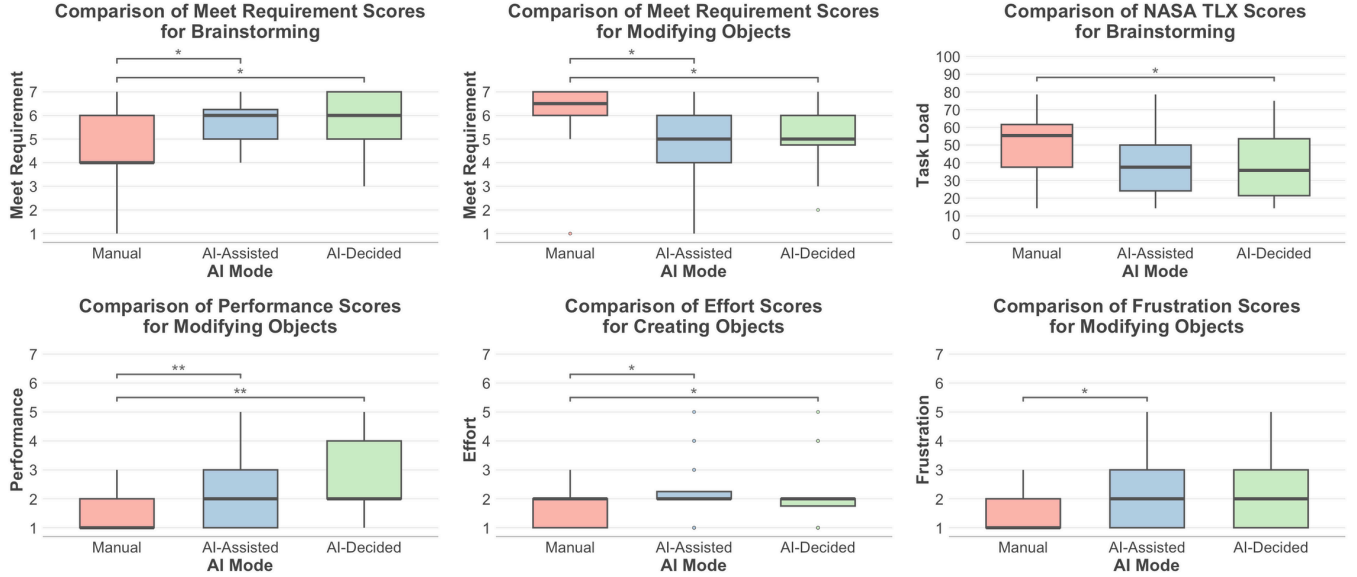 Comparison of Meet Requirement Scores
for Brainstorming
*
*
Meet Requirement
7
6
5
4
3
2
1
Manual
AI-Assisted
AI-Decided
AI Mode
Comparison of Meet Requirement Scores
for Modifying Objects
*
*
Meet Requirement
7
6
5
4
3
2
1
Manual
AI-Assisted
AI-Decided
AI Mode
Comparison of NASA TLX Scores
for Brainstorming
*
Task Load
100
90
80
70
60
50
40
30
20
10
0
Manual
AI-Assisted
AI-Decided
AI Mode
Comparison of Performance Scores
for Modifying Objects
**
**
Performance
7
6
5
4
3
2
1
Manual
AI-Assisted
AI-Decided
AI Mode
Comparison of Effort Scores
for Creating Objects
*
*
Effort
7
6
5
4
3
2
1
Manual
AI-Assisted
AI-Decided
AI Mode
Comparison of Frustration Scores
for Modifying Objects
*
Frustration
7
6
5
4
3
2
1
Manual
AI-Assisted
AI-Decided
AI Mode